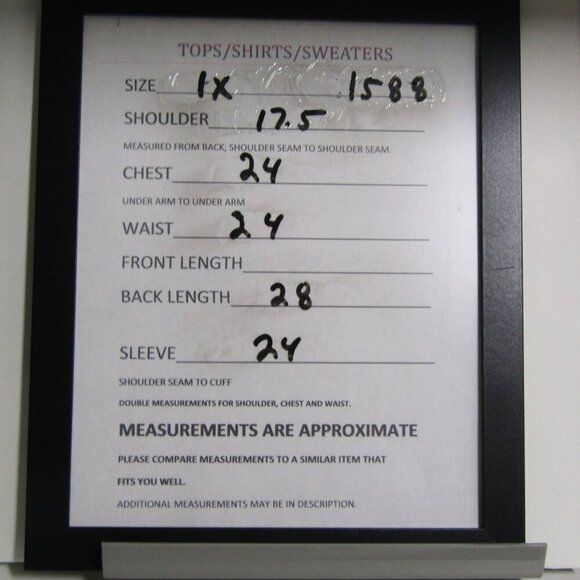 TOPS/SHIRTS/SWEATERS
SIZE 1X 1588
SHOULDER 17.5
MEASURED FROM BACK, SHOULDER SEAM TO SHOULDER SEAM.
CHEST 24
UNDER ARM TO UNDER ARM
WAIST 24
FRONT LENGTH
BACK LENGTH 28
SLEEVE 24
SHOULDER SEAM TO CUFF
DOUBLE MEASUREMENTS FOR SHOULDER, CHEST AND WAIST.
MEASUREMENTS ARE APPROXIMATE
PLEASE COMPARE MEASUREMENTS TO A SIMILAR ITEM THAT
FITS YOU WELL.
ADDITIONAL MEASUREMENTS MAY BE IN DESCRIPTION.